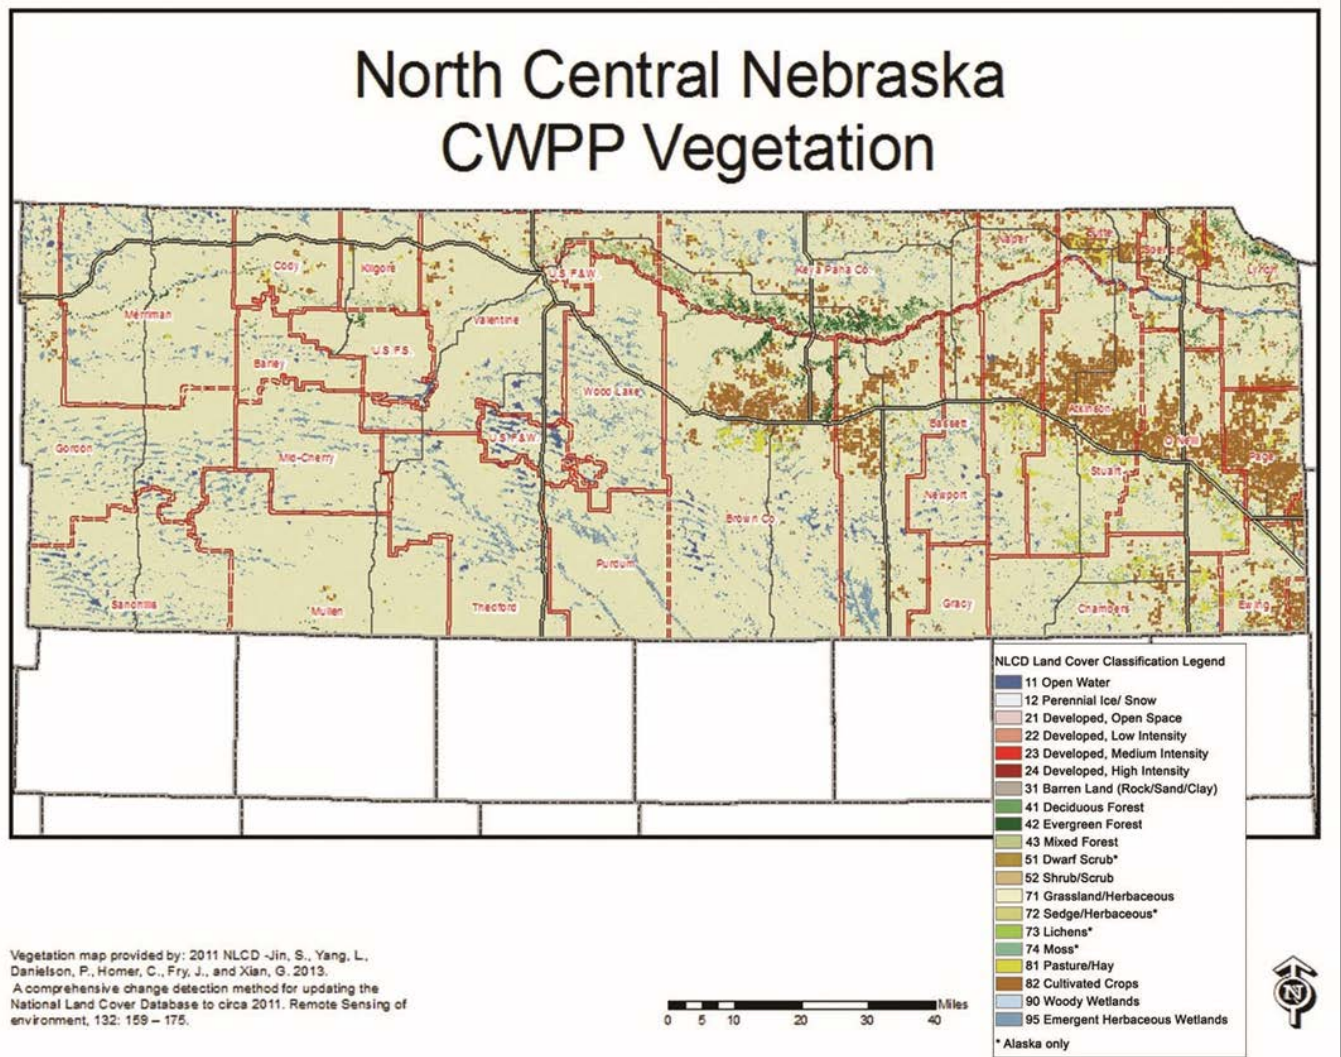 North Central Nebraska
CWPP Vegetation
Cody
Kilgore
U.S. F&W.
Keya Paha Co.
Naper
Butte
Spencer
Lynch
Merriman
Valentine
U.S. F.S.
Barley
Wood Lake
Bassett
Atkinson
O'Neill
Page
Gordon
Mid-Cherry
U.S. F&W.
Stuart
Newport
Brown Co.
Purdum
Sandhills
Mullen
Thedford
Gracy
Chambers
Ewing
NLCD Land Cover Classification Legend
11 Open Water
12 Perennial Ice/ Snow
21 Developed, Open Space
22 Developed, Low Intensity
23 Developed, Medium Intensity
24 Developed, High Intensity
31 Barren Land (Rock/Sand/Clay)
41 Deciduous Forest
42 Evergreen Forest
43 Mixed Forest
51 Dwarf Scrub*
52 Shrub/Scrub
71 Grassland/Herbaceous
72 Sedge/Herbaceous*
73 Lichens*
74 Moss*
81 Pasture/Hay
82 Cultivated Crops
90 Woody Wetlands
95 Emergent Herbaceous Wetlands
* Alaska only
Vegetation map provided by: 2011 NLCD -Jin, S., Yang, L.,
Danielson, P., Homer, C., Fry, J., and Xian, G. 2013.
A comprehensive change detection method for updating the
National Land Cover Database to circa 2011. Remote Sensing of
environment, 132: 159 – 175.
Miles
0 5 10 20 30 40
N